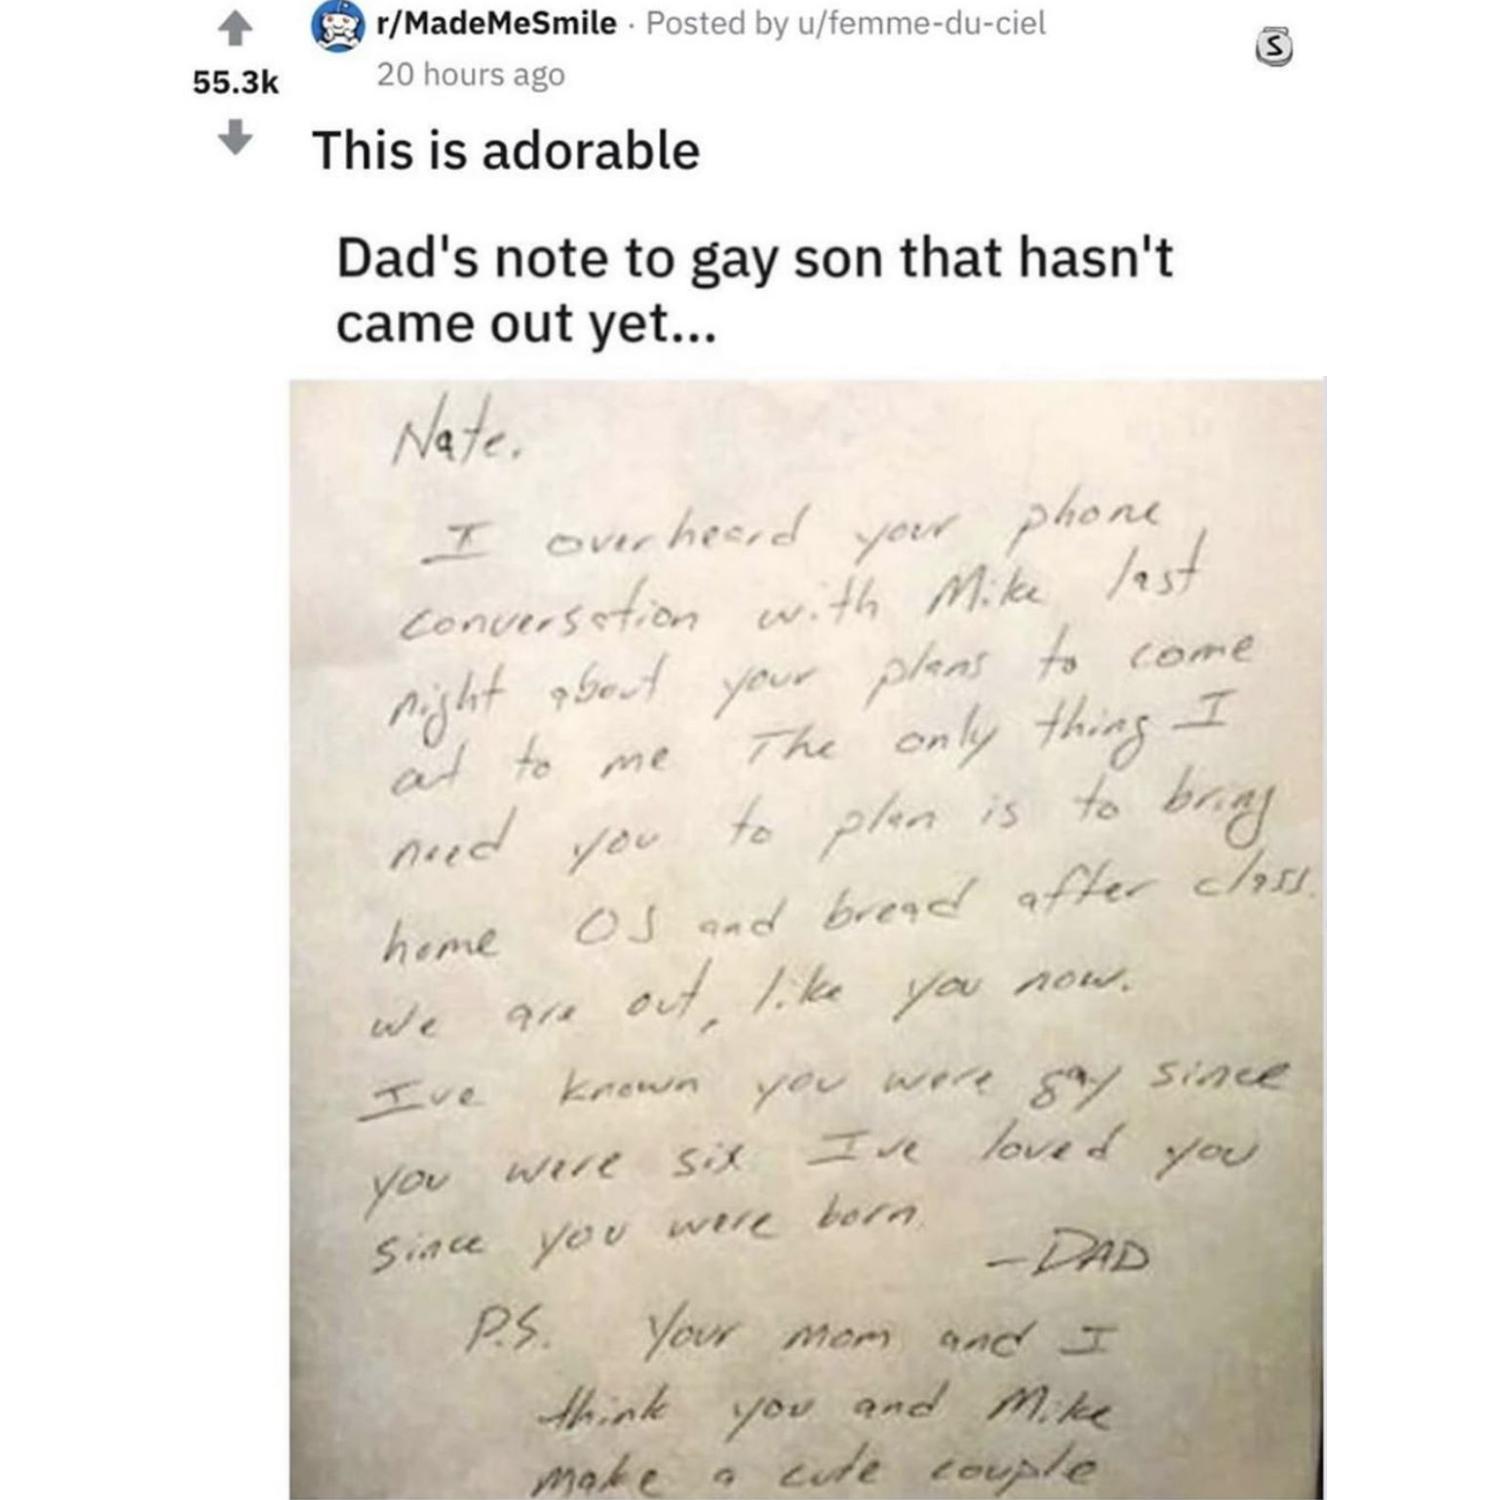 r/MadeMeSmile · Posted by u/femme-du-ciel
20 hours ago
55.3k
This is adorable
Dad's note to gay son that hasn't
came out yet...
Nate.
I overheard your phone
conversation with Mike last
night about your plans to come
out to me The only thing I
need you to plan is to bring
home OJ and bread after class.
We are out, like you now.
I've known you were gay since
you were six I've loved you
since you were born.
-DAD
P.S. Your mom and I
think you and Mike
make a cute couple